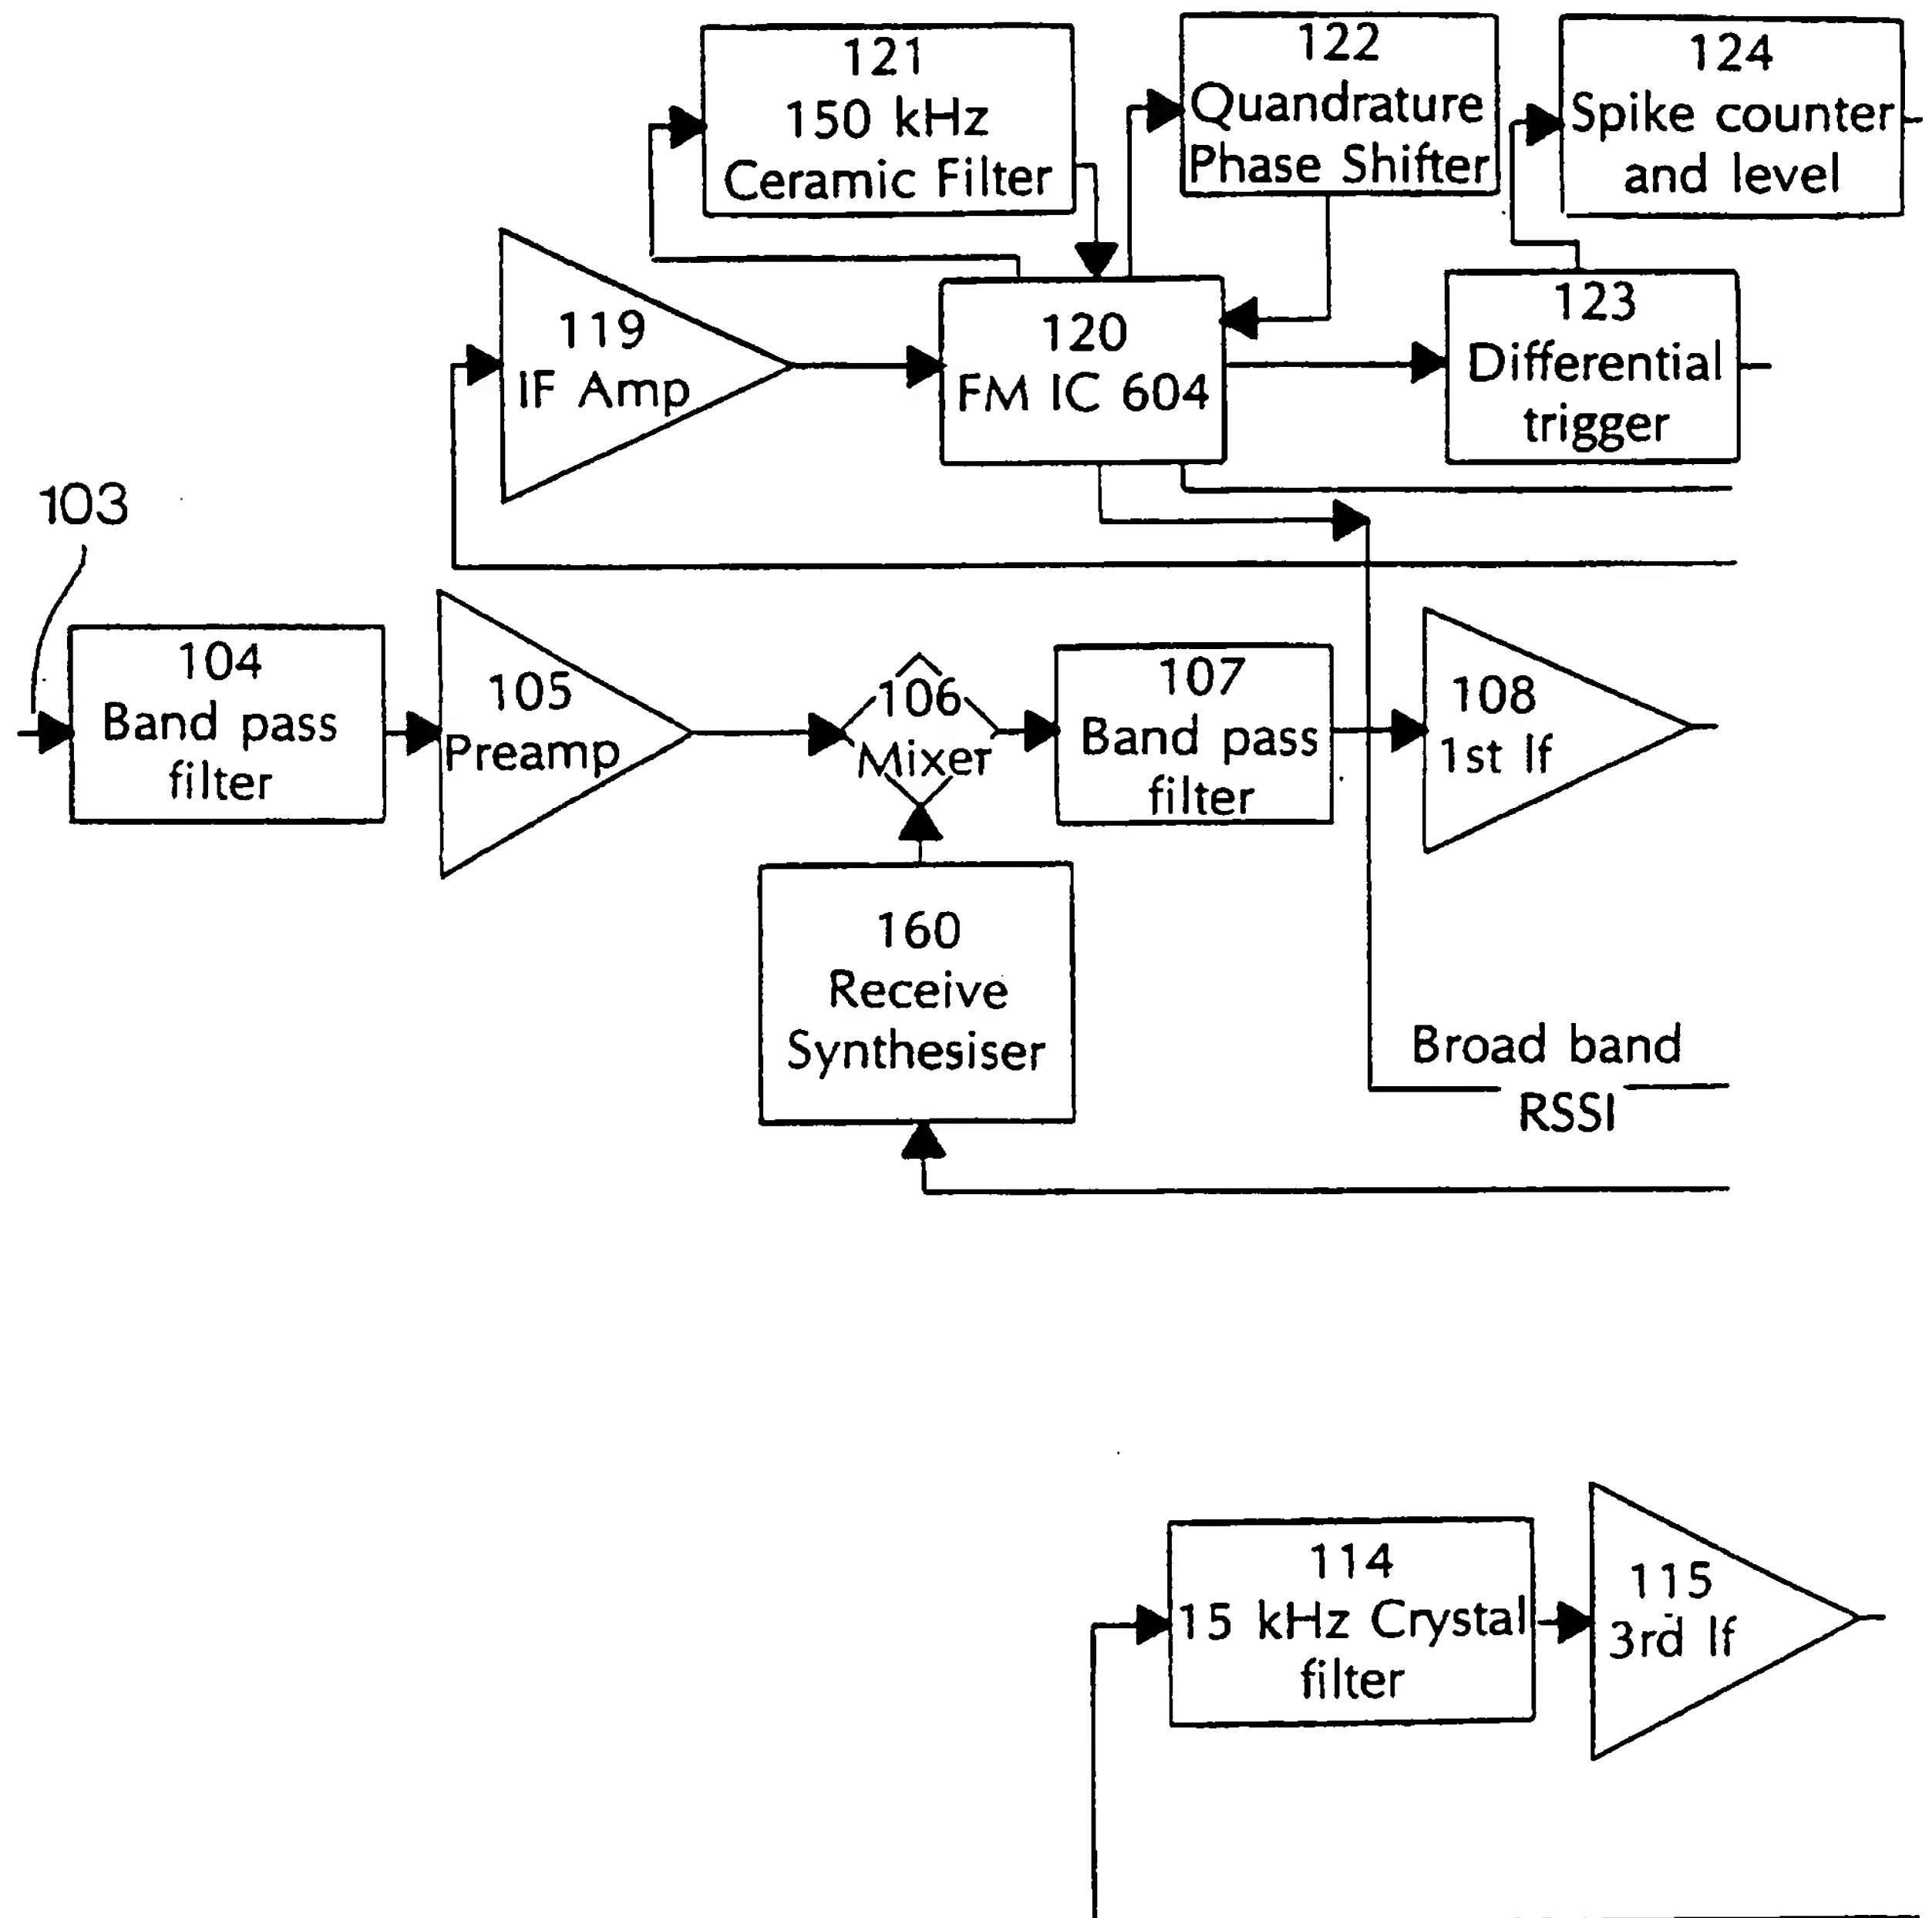 121
150 kHz
Ceramic Filter
122
Quandrature
Phase Shifter
124
Spike counter
and level
119
IF Amp
120
FM IC 604
123
Differential
trigger
103
104
Band pass
filter
105
Preamp
106
Mixer
107
Band pass
filter
108
1st If
160
Receive
Synthesiser
Broad band
RSSI
114
15 kHz Crystal
filter
115
3rd If